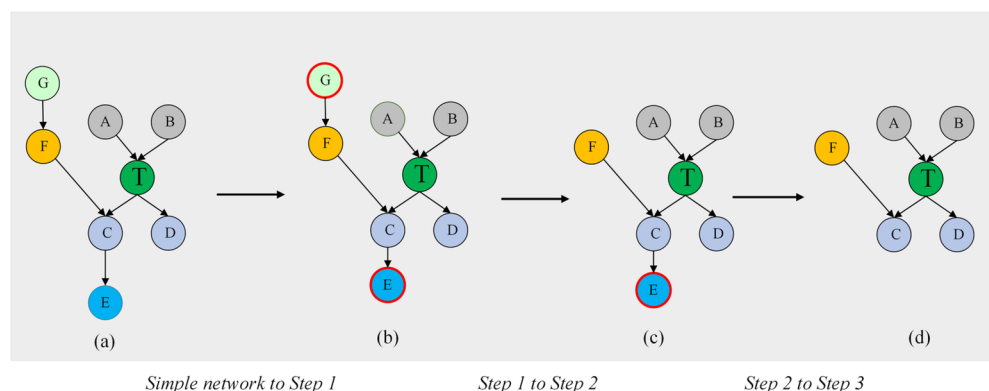 G
A B
F
T
C D
E
(a)
G
A B
F
T
C D
E
(b)
A B
F
T
C D
E
(c)
A B
F
T
C D
(d)
Simple network to Step 1
Step 1 to Step 2
Step 2 to Step 3